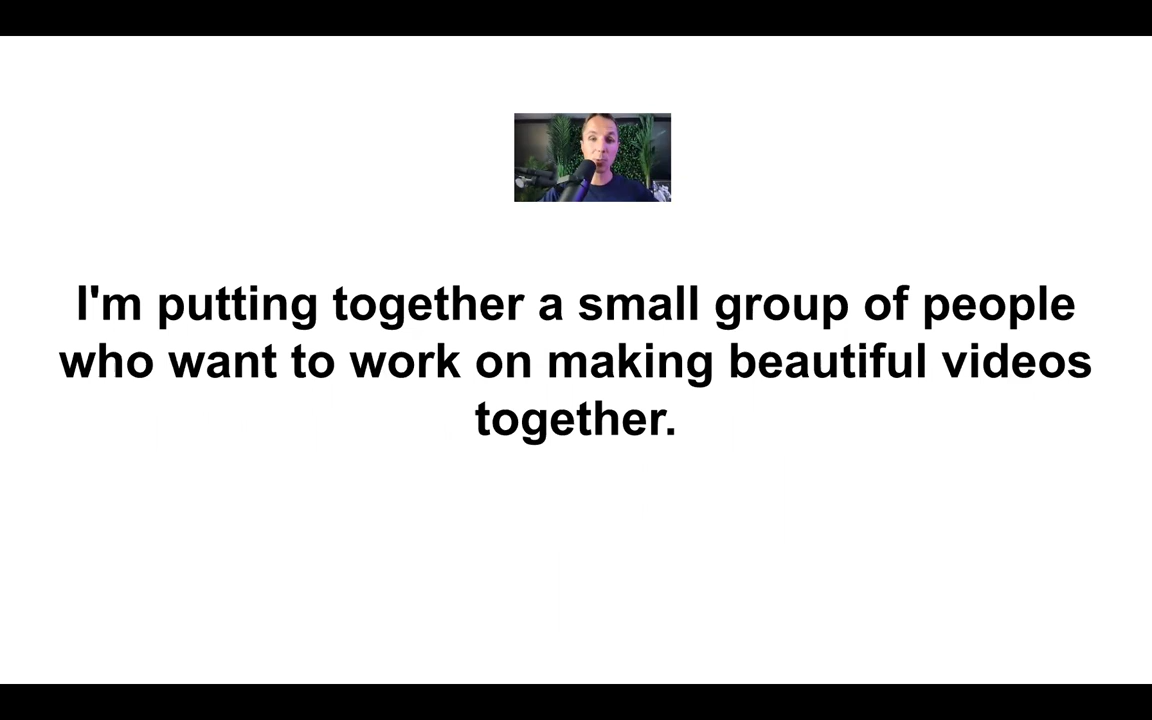 I'm putting together a small group of people
who want to work on making beautiful videos
together.